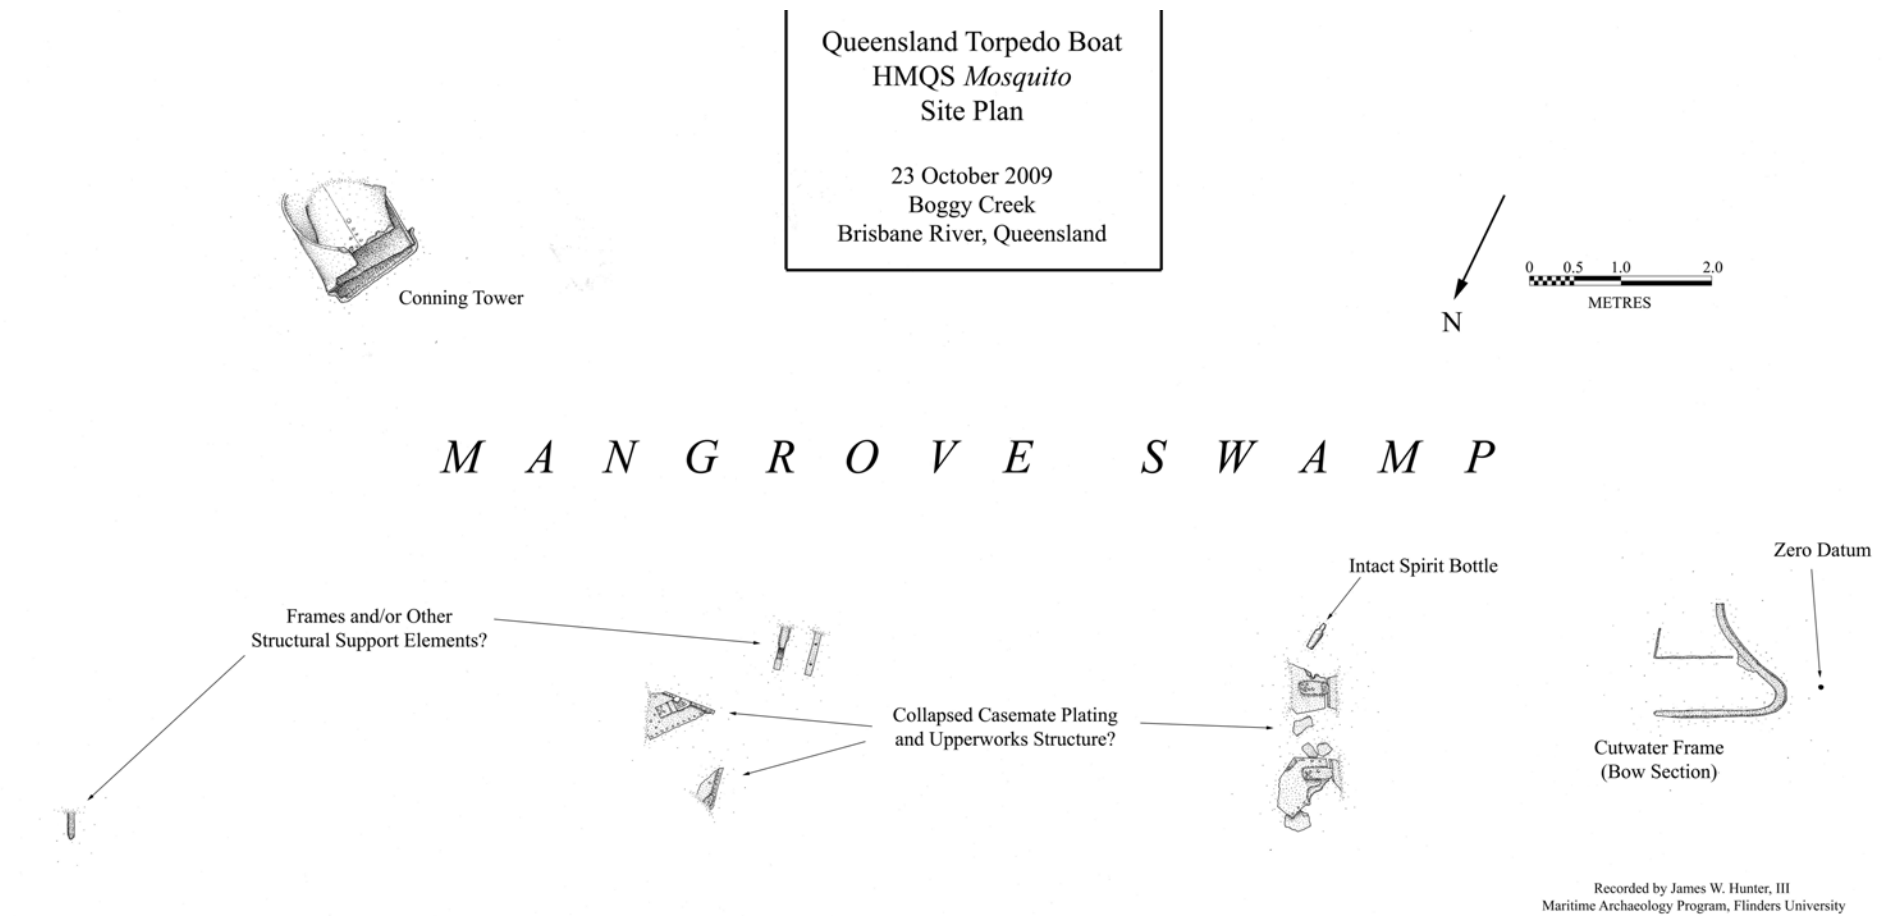 Queensland Torpedo Boat
HMQS Mosquito
Site Plan
23 October 2009
Boggy Creek
Brisbane River, Queensland
Conning Tower
N
0 0.5 1.0 2.0
METRES
MANGROVE SWAMP
Intact Spirit Bottle
Zero Datum
Frames and/or Other
Structural Support Elements?
Collapsed Casemate Plating
and Upperworks Structure?
Cutwater Frame
(Bow Section)
Recorded by James W. Hunter, III
Maritime Archaeology Program, Flinders University